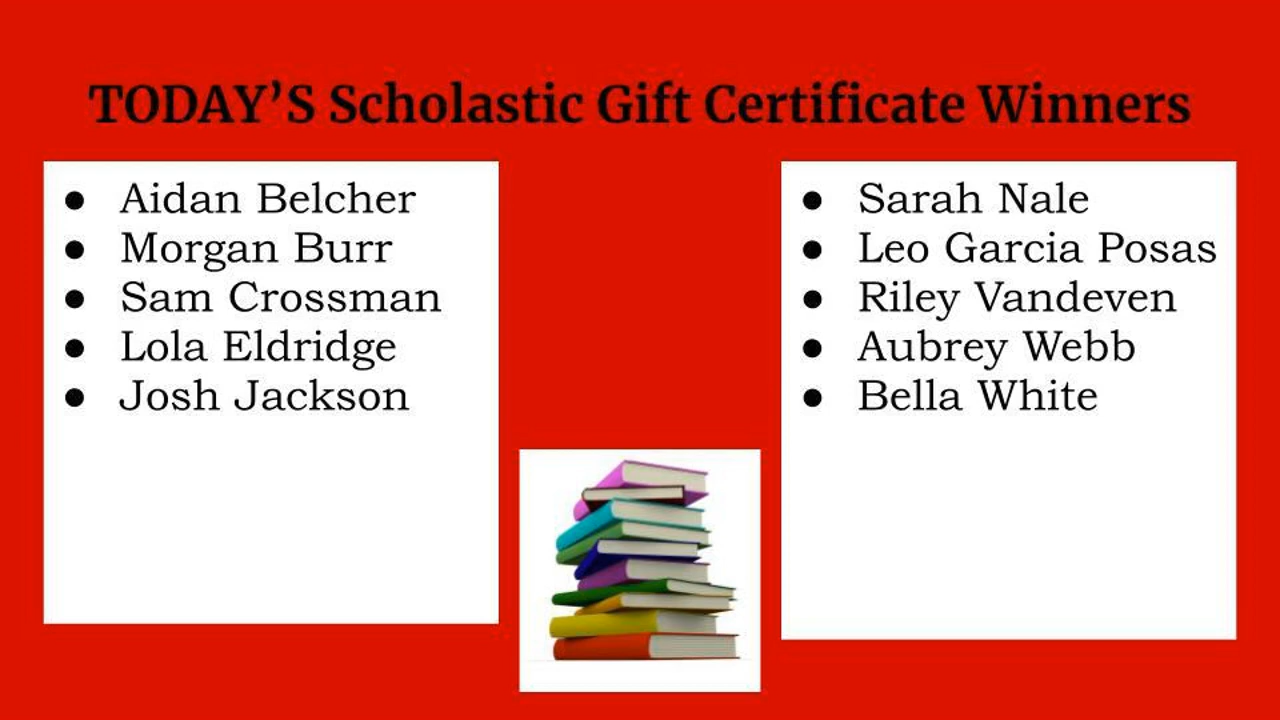 TODAY’S Scholastic Gift Certificate Winners
● Aidan Belcher
● Morgan Burr
● Sam Crossman
● Lola Eldridge
● Josh Jackson
● Sarah Nale
● Leo Garcia Posas
● Riley Vandeven
● Aubrey Webb
● Bella White